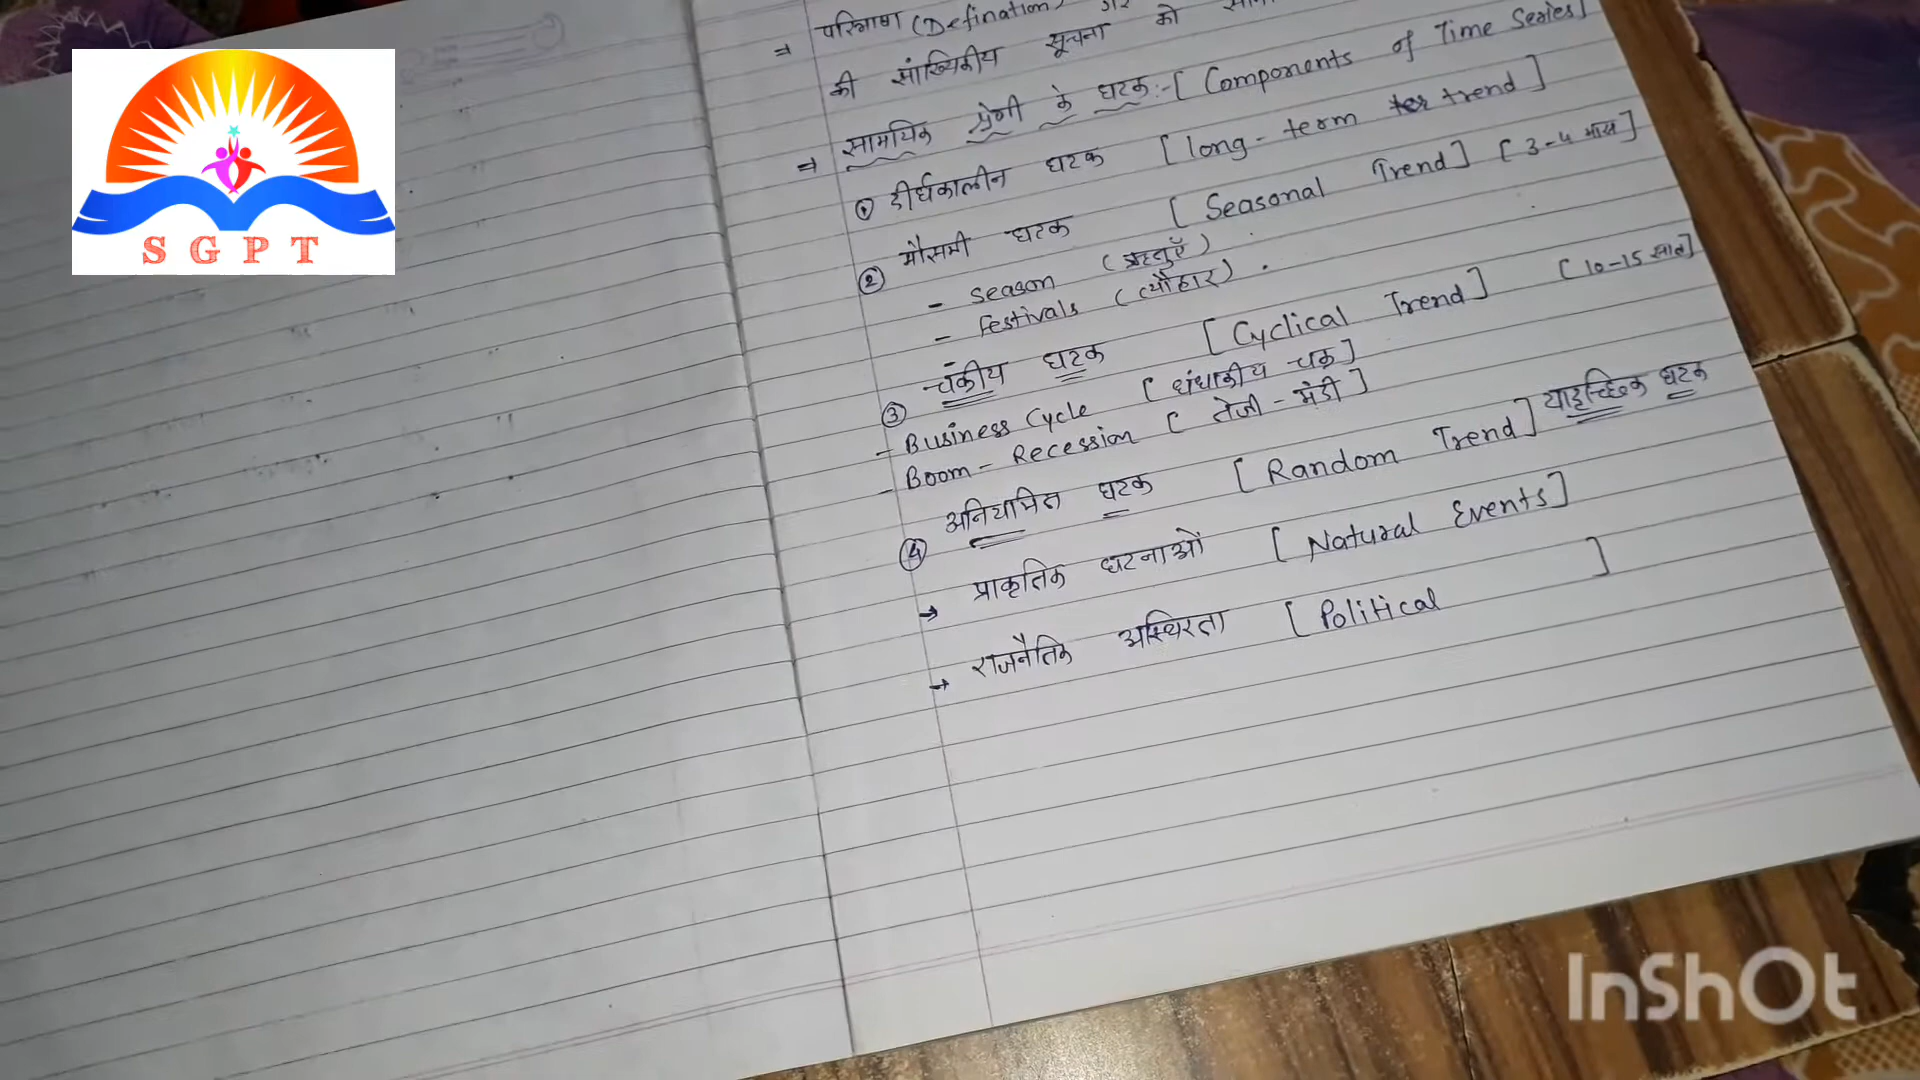 SGPT
⇒ परिभाषा (Defination)
की सांख्यिकीय सूचना को
⇒ सामयिक श्रेणी के घटक :- [Components of Time Series]
① दीर्घकालीन घटक [long-term trend]
② मौसमी घटक [Seasonal Trend] [3-4 मास]
- season (ऋतुएँ)
- festivals (त्यौहार).
③ चक्रीय घटक [Cyclical Trend] [10-15 साल]
- Business Cycle [धंधाकीय चक्र]
- Boom-Recession [तेजी-मंदी]
④ अनियमित घटक [Random Trend] यादृच्छिक घटक
→ प्राकृतिक घटनाओं [Natural Events]
→ राजनैतिक अस्थिरता [Political ]
InShOt